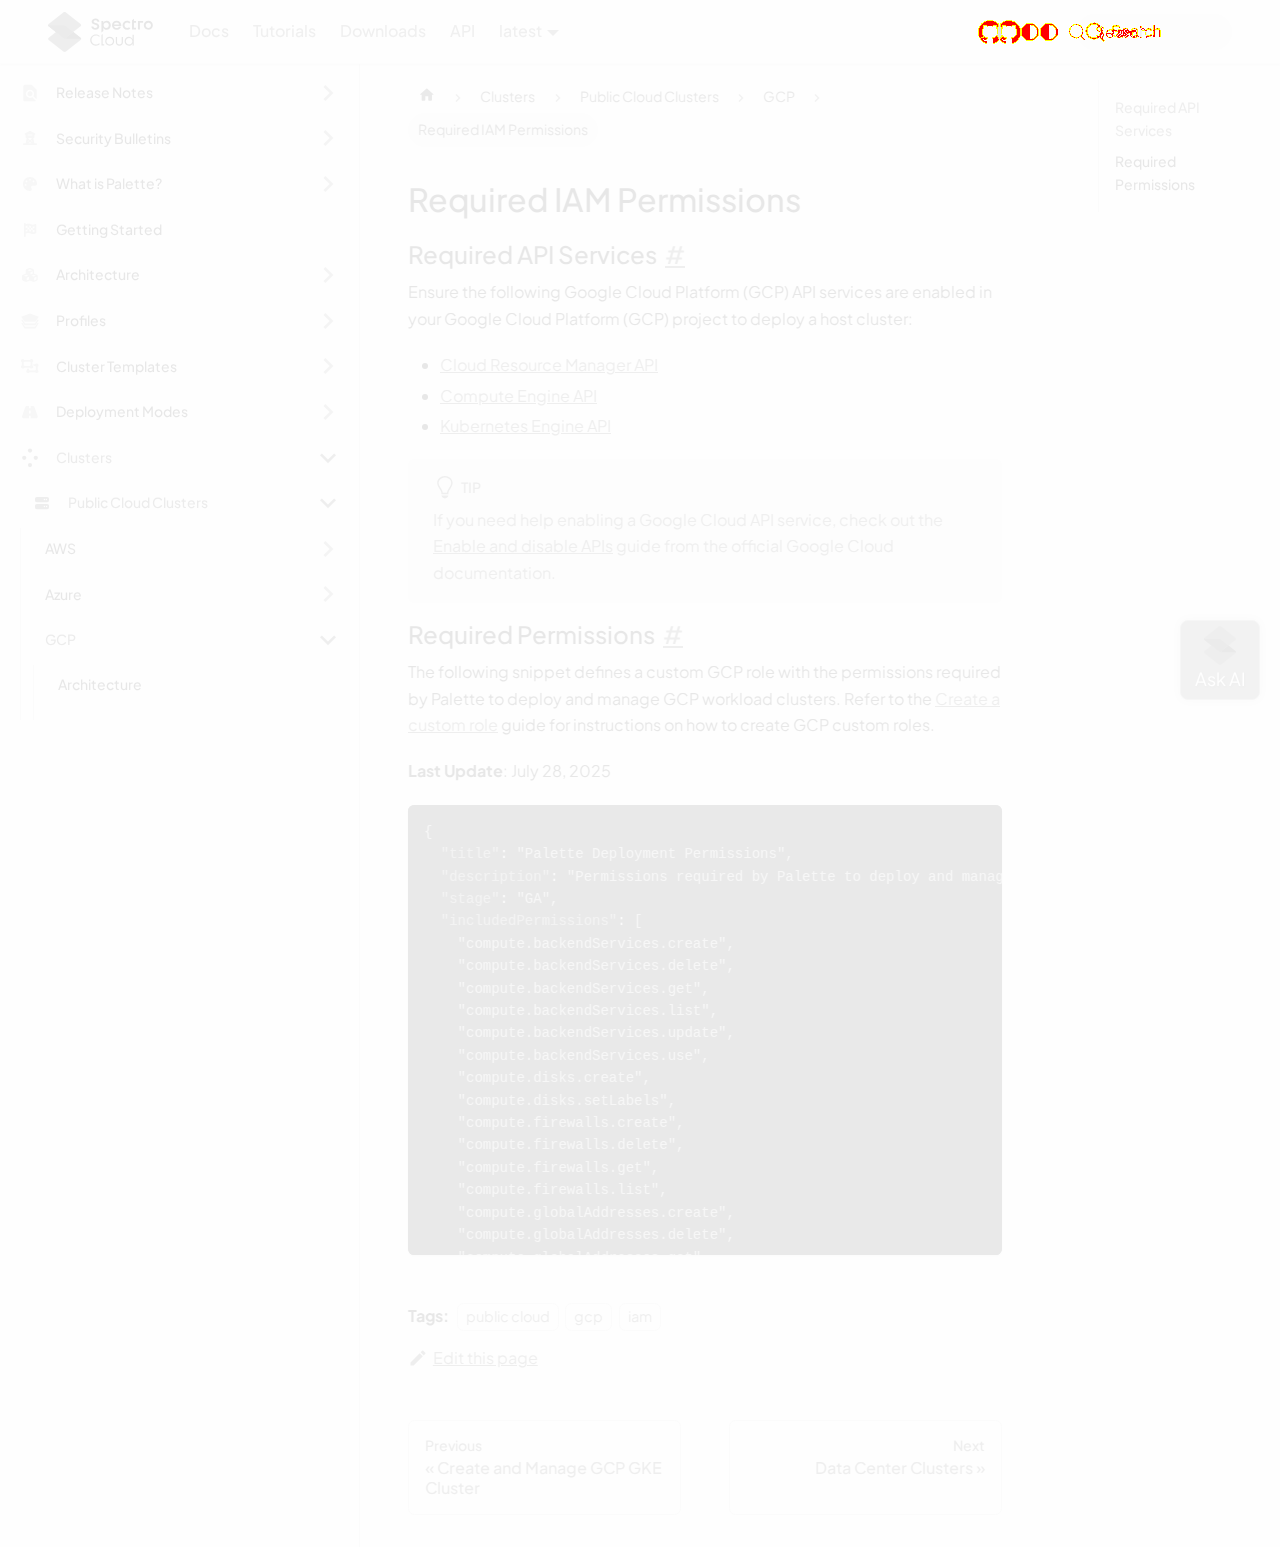 Spectro
Cloud
Docs
Tutorials
Downloads
API
latest
Release Notes
Security Bulletins
What is Palette?
Getting Started
Architecture
Profiles
Cluster Templates
Deployment Modes
Clusters
Public Cloud Clusters
AWS
Azure
GCP
Architecture
Clusters
Public Cloud Clusters
GCP
Required IAM Permissions
Required IAM Permissions
Required API Services #
Ensure the following Google Cloud Platform (GCP) API services are enabled in
your Google Cloud Platform (GCP) project to deploy a host cluster:
Cloud Resource Manager API
Compute Engine API
Kubernetes Engine API
TIP
If you need help enabling a Google Cloud API service, check out the
Enable and disable APIs guide from the official Google Cloud
documentation.
Required Permissions #
The following snippet defines a custom GCP role with the permissions required
by Palette to deploy and manage GCP workload clusters. Refer to the Create a
custom role guide for instructions on how to create GCP custom roles.
Last Update: July 28, 2025
{
"title": "Palette Deployment Permissions",
"description": "Permissions required by Palette to deploy and manag
"stage": "GA",
"includedPermissions": [
"compute.backendServices.create",
"compute.backendServices.delete",
"compute.backendServices.get",
"compute.backendServices.list",
"compute.backendServices.update",
"compute.backendServices.use",
"compute.disks.create",
"compute.disks.setLabels",
"compute.firewalls.create",
"compute.firewalls.delete",
"compute.firewalls.get",
"compute.firewalls.list",
"compute.globalAddresses.create",
"compute.globalAddresses.delete",
Tags:
public cloud
gcp
iam
Edit this page
Previous
« Create and Manage GCP GKE
Cluster
Next
Data Center Clusters »
Required API
Services
Required
Permissions
Ask AI